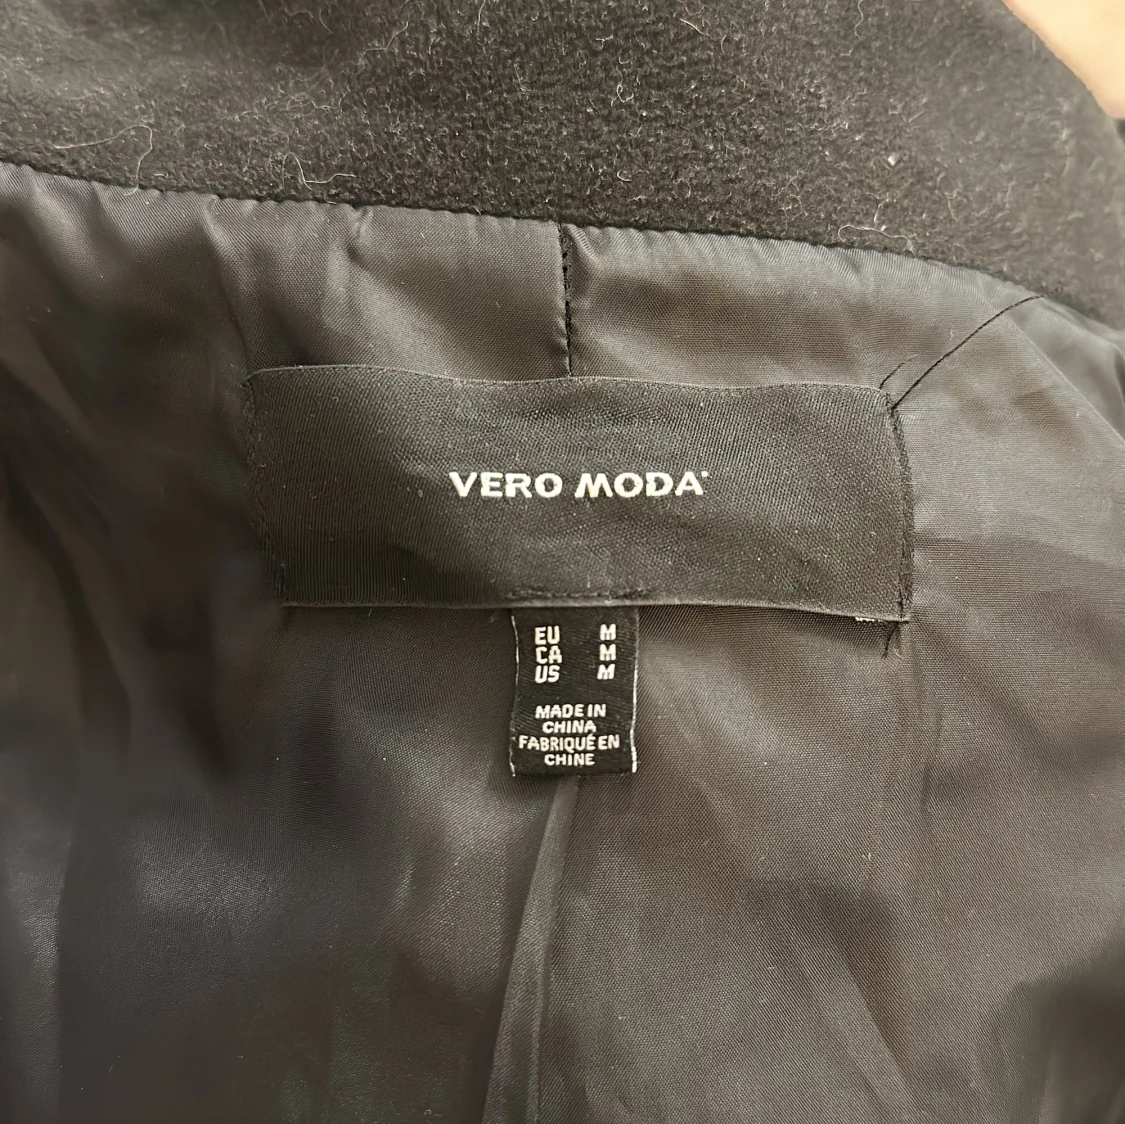 VERO MODA
EU M
CA M
US M
MADE IN
CHINA
FABRIQUÉ EN
CHINE